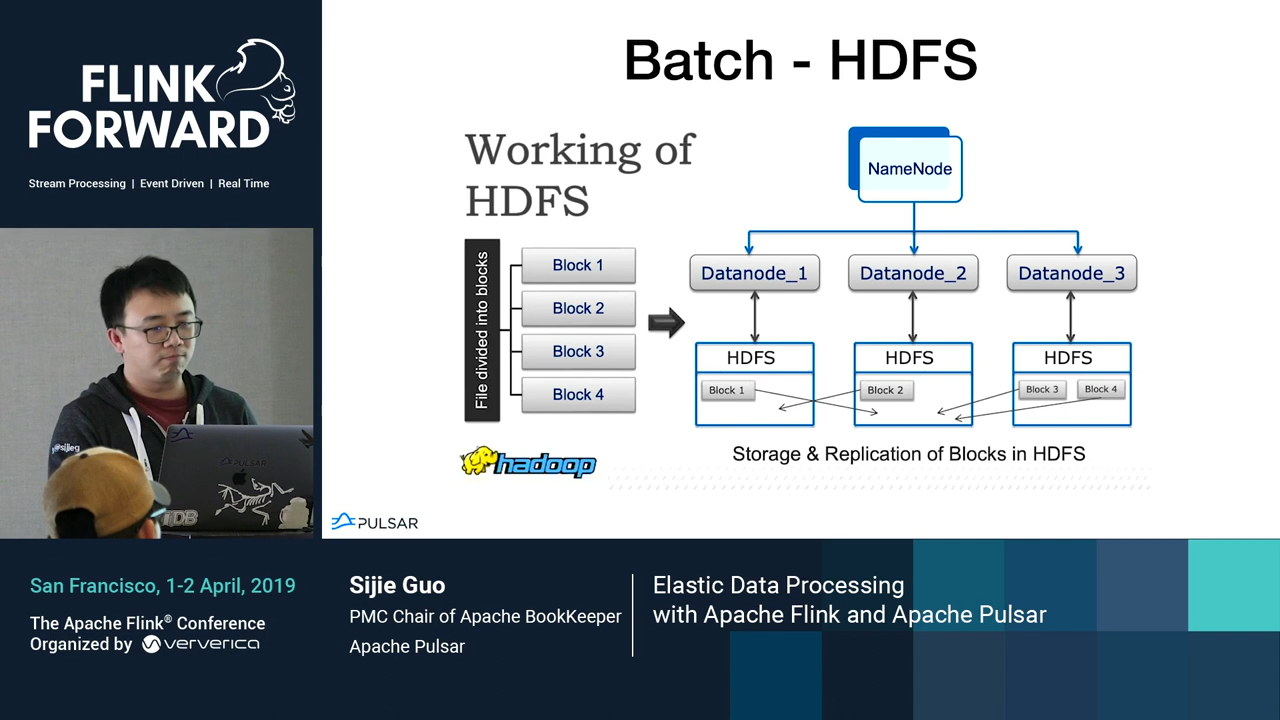 FLINK
FORWARD
Stream Processing | Event Driven | Real Time
Batch - HDFS
Working of
HDFS
NameNode
File divided into blocks
Block 1
Block 2
Block 3
Block 4
Datanode_1
Datanode_2
Datanode_3
HDFS
HDFS
HDFS
Block 1
Block 2
Block 3
Block 4
hadoop
Storage & Replication of Blocks in HDFS
PULSAR
@sijieg
PULSAR
San Francisco, 1-2 April, 2019
The Apache Flink® Conference
Organized by ververica
Sijie Guo
PMC Chair of Apache BookKeeper
Apache Pulsar
Elastic Data Processing
with Apache Flink and Apache Pulsar